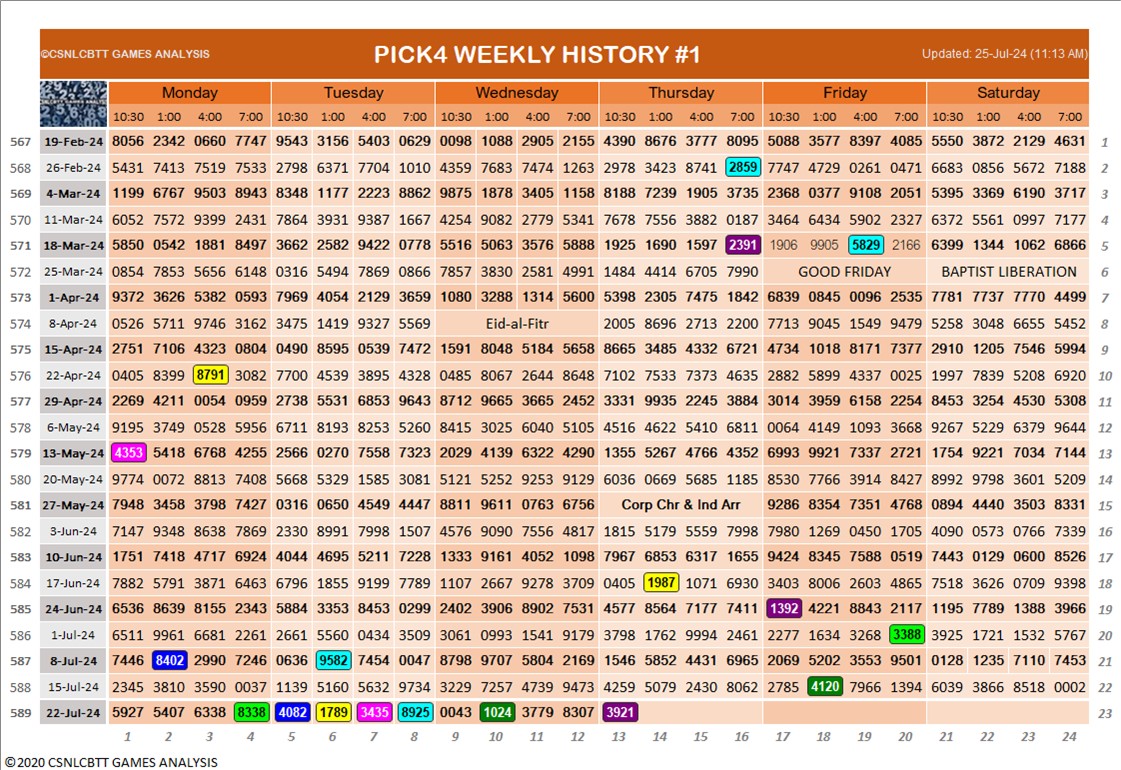 ©CSNLCBTT GAMES ANALYSIS PICK4 WEEKLY HISTORY #1 Updated: 25-Jul-24 (11:13 AM)
Monday Tuesday Wednesday Thursday Friday Saturday
10:30 1:00 4:00 7:00 10:30 1:00 4:00 7:00 10:30 1:00 4:00 7:00 10:30 1:00 4:00 7:00 10:30 1:00 4:00 7:00 10:30 1:00 4:00 7:00
567 19-Feb-24 8056 2342 0660 7747 9543 3156 5403 0629 0098 1088 2905 2155 4390 8676 3777 8095 5088 3577 8397 4085 5550 3872 2129 4631 1
568 26-Feb-24 5431 7413 7519 7533 2798 6371 7704 1010 4359 7683 7474 1263 2978 3423 8741 2859 7747 4729 0261 0471 6683 0856 5672 7188 2
569 4-Mar-24 1199 6767 9503 8943 8348 1177 2223 8862 9875 1878 3405 1158 8188 7239 1905 3735 2368 0377 9108 2051 5395 3369 6190 3717 3
570 11-Mar-24 6052 7572 9399 2431 7864 3931 9387 1667 4254 9082 2779 5341 7678 7556 3882 0187 3464 6434 5902 2327 6372 5561 0997 7177 4
571 18-Mar-24 5850 0542 1881 8497 3662 2582 9422 0778 5516 5063 3576 5888 1925 1690 1597 2391 1906 9905 5829 2166 6399 1344 1062 6866 5
572 25-Mar-24 0854 7853 5656 6148 0316 5494 7869 0866 7857 3830 2581 4991 1484 4414 6705 7990 GOOD FRIDAY BAPTIST LIBERATION 6
573 1-Apr-24 9372 3626 5382 0593 7969 4054 2129 3659 1080 3288 1314 5600 5398 2305 7475 1842 6839 0845 0096 2535 7781 7737 7770 4499 7
574 8-Apr-24 0526 5711 9746 3162 3475 1419 9327 5569 Eid-al-Fitr 2005 8696 2713 2200 7713 9045 1549 9479 5258 3048 6655 5452 8
575 15-Apr-24 2751 7106 4323 0804 0490 8595 0539 7472 1591 8048 5184 5658 8665 3485 4332 6721 4734 1018 8171 7377 2910 1205 7546 5994 9
576 22-Apr-24 0405 8399 8791 3082 7700 4539 3895 4328 0485 8067 2644 8648 7102 7533 7373 4635 2882 5899 4337 0025 1997 7839 5208 6920 10
577 29-Apr-24 2269 4211 0054 0959 2738 5531 6853 9643 8712 9665 3665 2452 3331 9935 2245 3884 3014 3959 6158 2254 8453 3254 4530 5308 11
578 6-May-24 9195 3749 0528 5956 6711 8193 8253 5260 8415 3025 6040 5105 4516 4622 5410 6811 0064 4149 1093 3668 9267 5229 6379 9644 12
579 13-May-24 4353 5418 6768 4255 2566 0270 7558 7323 2029 4139 6322 4290 1355 5267 4766 4352 6993 9921 7337 2721 1754 9221 7034 7144 13
580 20-May-24 9774 0072 8813 7408 5668 5329 1585 3081 5121 5252 9253 9129 6036 0669 5685 1185 8530 7766 3914 8427 8992 9798 3601 5209 14
581 27-May-24 7948 3458 3798 7427 0316 0650 4549 4447 8811 9611 0763 6756 Corp Chr & Ind Arr 9286 8354 7351 4768 0894 4440 3503 8331 15
582 3-Jun-24 7147 9348 8638 7869 2330 8991 7998 1507 4576 9090 7556 4817 1815 5179 5559 7998 7980 1269 0450 1705 4090 0573 0766 7339 16
583 10-Jun-24 1751 7418 4717 6924 4044 4695 5211 7228 1333 9161 4052 1098 7967 6853 6317 1655 9424 8345 7588 0519 7443 0129 0600 8526 17
584 17-Jun-24 7882 5791 3871 6463 6796 1855 9199 7789 1107 2667 9278 3709 0405 1987 1071 6930 3403 8006 2603 4865 7518 3626 0709 9398 18
585 24-Jun-24 6536 8639 8155 2343 5884 3353 8453 0299 2402 3906 8902 7531 4577 8564 7177 7411 1392 4221 8843 2117 1195 7789 1388 3966 19
586 1-Jul-24 6511 9961 6681 2261 2661 5560 0434 3509 3061 0993 1541 9179 3798 1762 9994 2461 2277 1634 3268 3388 3925 1721 1532 5767 20
587 8-Jul-24 7446 8402 2990 7246 0636 9582 7454 0047 8798 9707 5804 2169 1546 5852 4431 6965 2069 5202 3553 9501 0128 1235 7110 7453 21
588 15-Jul-24 2345 3810 3590 0037 1139 5160 5632 9734 3229 7257 4739 9473 4259 5079 2430 8062 2785 4120 7966 1394 6039 3866 8518 0002 22
589 22-Jul-24 5927 5407 6338 8338 4082 1789 3435 8925 0043 1024 3779 8307 3921 23
1 2 3 4 5 6 7 8 9 10 11 12 13 14 15 16 17 18 19 20 21 22 23 24
©2020 CSNLCBTT GAMES ANALYSIS